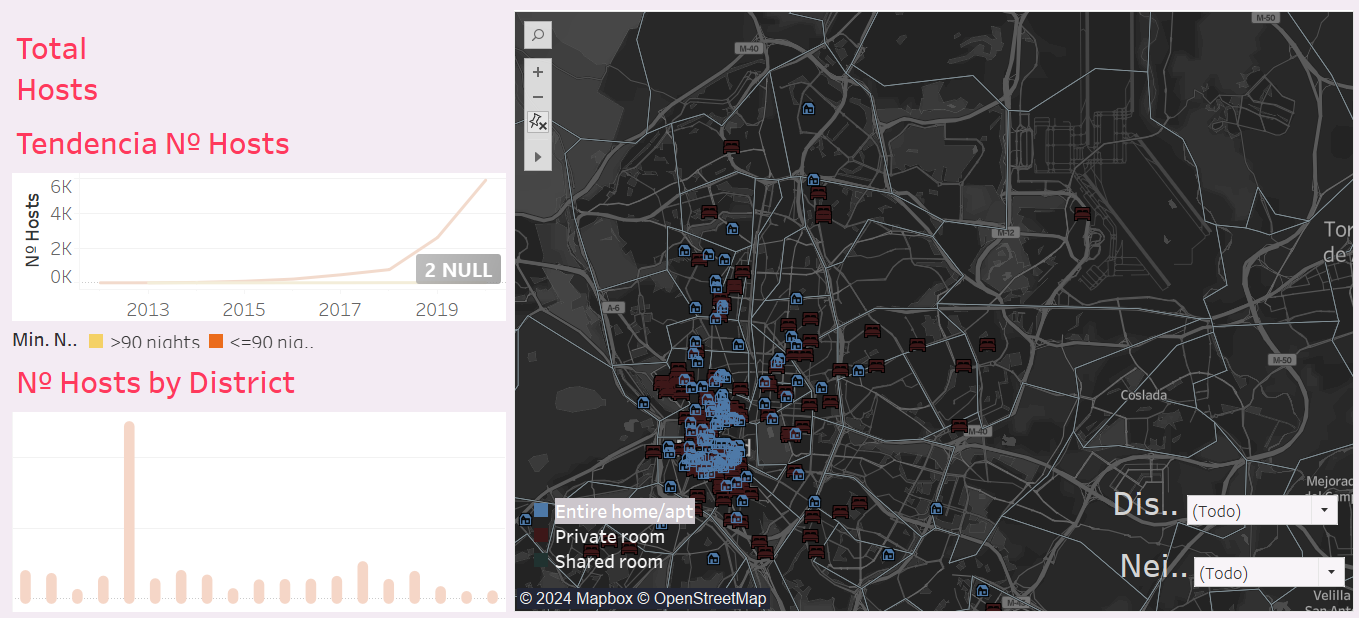 Total
Hosts
Tendencia Nº Hosts
Nº Hosts
6K
4K
2K
0K
2 NULL
2013 2015 2017 2019
Min. N.. >90 nights <=90 nig..
Nº Hosts by District
M-50
M-40
M-12
A-6
M-50
Coslada
M-40
Tor
de
Mejorad
del Camp
Dis.. (Todo)
Nei.. (Todo)
Entire home/apt
Private room
Shared room
Velilla
San Ant
© 2024 Mapbox © OpenStreetMap